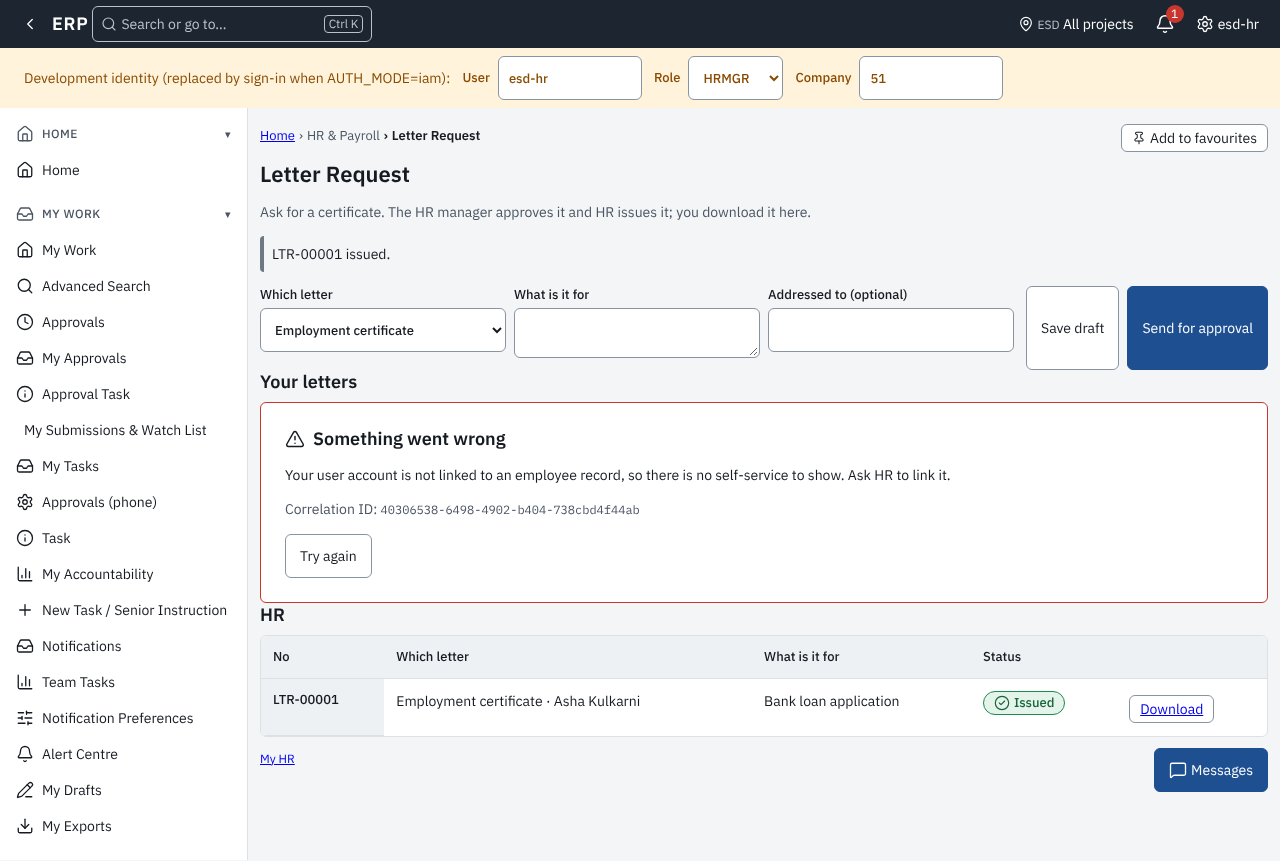 ERP
Search or go to...
Ctrl K
ESD All projects
1
esd-hr
Development identity (replaced by sign-in when AUTH_MODE=iam):
User
esd-hr
Role
HRMGR
Company
51
HOME
Home
MY WORK
My Work
Advanced Search
Approvals
My Approvals
Approval Task
My Submissions & Watch List
My Tasks
Approvals (phone)
Task
My Accountability
New Task / Senior Instruction
Notifications
Team Tasks
Notification Preferences
Alert Centre
My Drafts
My Exports
Home › HR & Payroll › Letter Request
Add to favourites
Letter Request
Ask for a certificate. The HR manager approves it and HR issues it; you download it here.
LTR-00001 issued.
Which letter
Employment certificate
What is it for
Addressed to (optional)
Save draft
Send for approval
Your letters
Something went wrong
Your user account is not linked to an employee record, so there is no self-service to show. Ask HR to link it.
Correlation ID: 40306538-6498-4902-b404-738cbd4f44ab
Try again
HR
No Which letter What is it for Status
LTR-00001 Employment certificate · Asha Kulkarni Bank loan application Issued Download
My HR
Messages